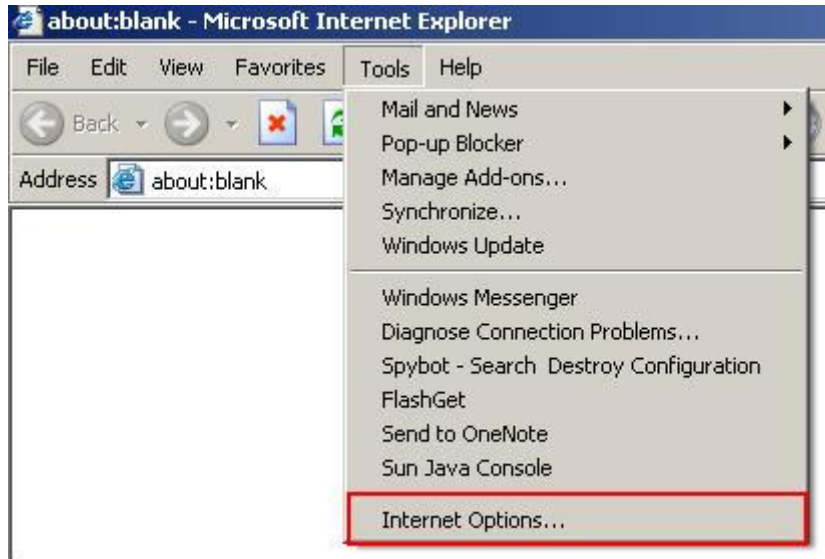 about:blank - Microsoft Internet Explorer
File Edit View Favorites Tools Help
Back
Address about:blank
Mail and News
Pop-up Blocker
Manage Add-ons...
Synchronize...
Windows Update
Windows Messenger
Diagnose Connection Problems...
Spybot - Search Destroy Configuration
FlashGet
Send to OneNote
Sun Java Console
Internet Options...